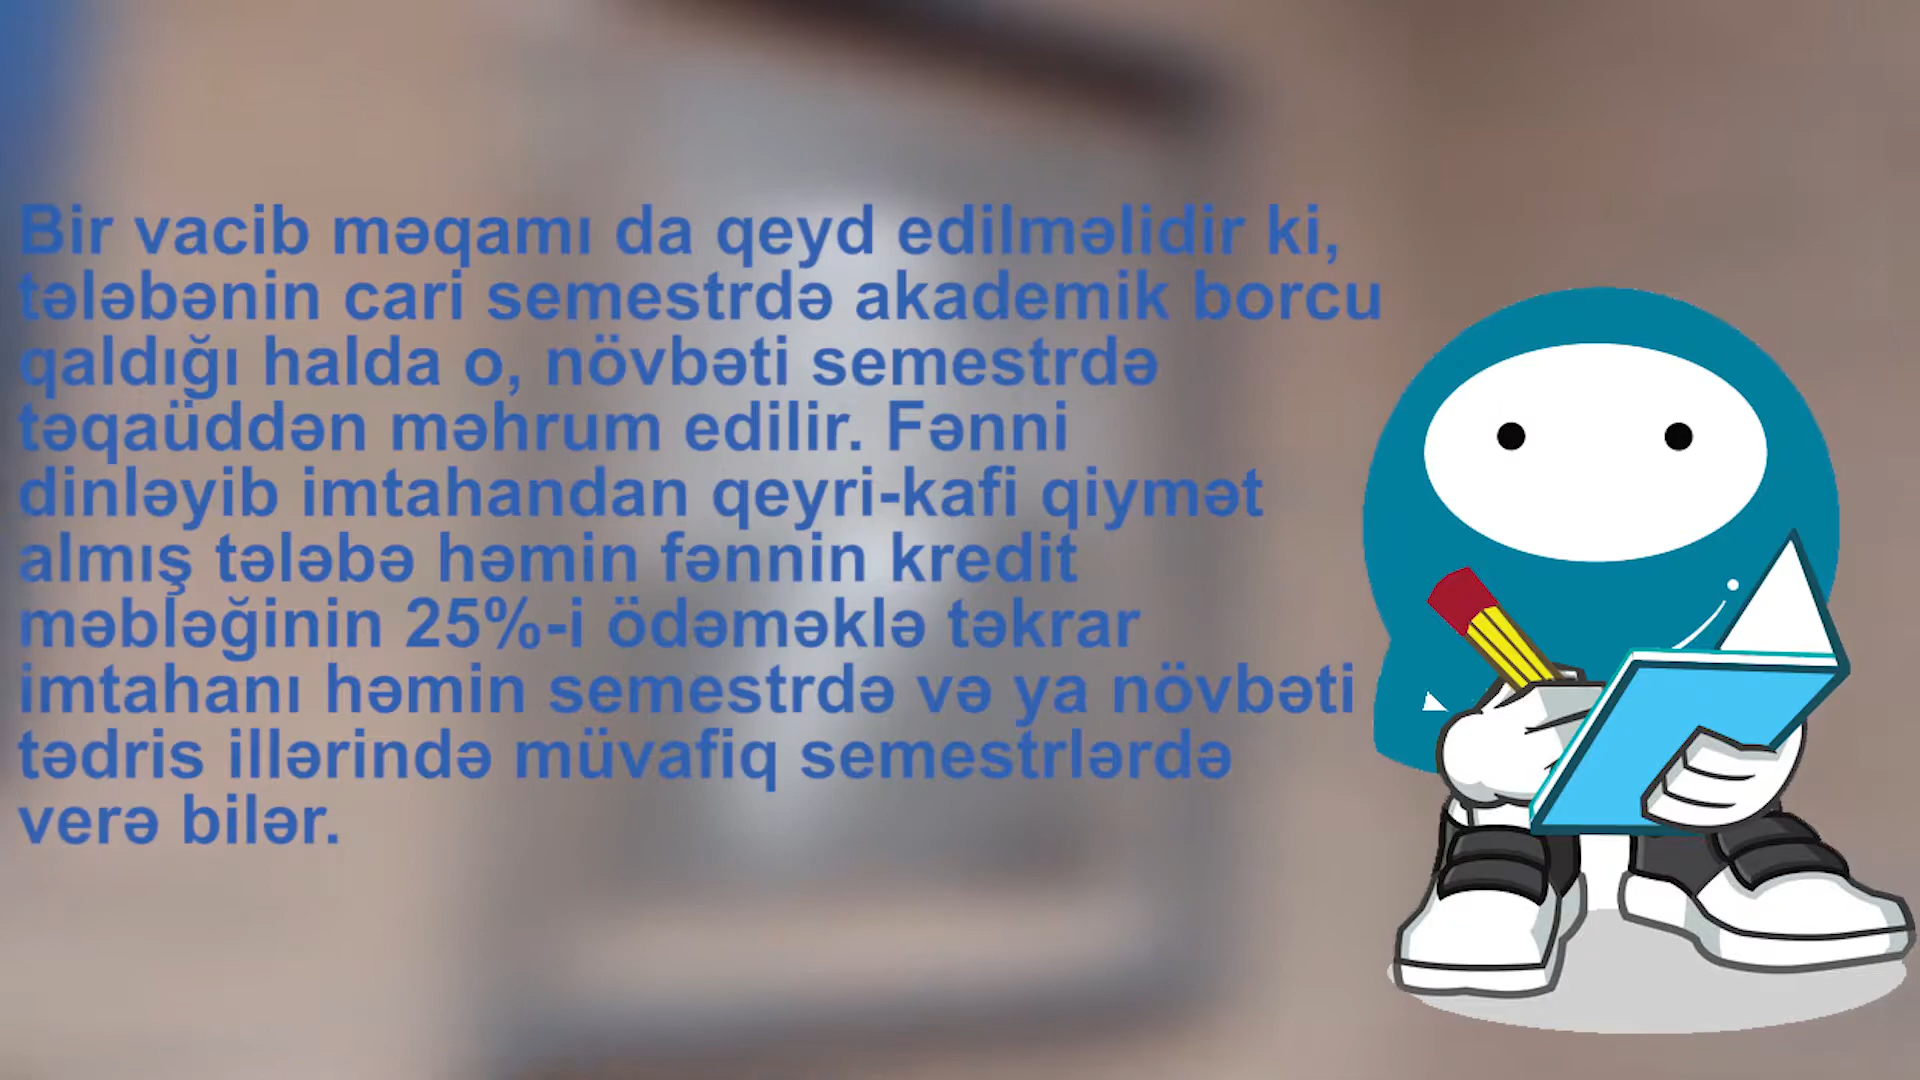 Bir vacib məqamı da qeyd edilməlidir ki,
tələbənin cari semestrdə akademik borcu
qaldığı halda o, növbəti semestrdə
təqaüddən məhrum edilir. Fənni
dinləyib imtahandan qeyri-kafi qiymət
almış tələbə həmin fənnin kredit
məbləğinin 25%-i ödəməklə təkrar
imtahanı həmin semestrdə və ya növbəti
tədris illərində müvafiq semestrlərdə
verə bilər.